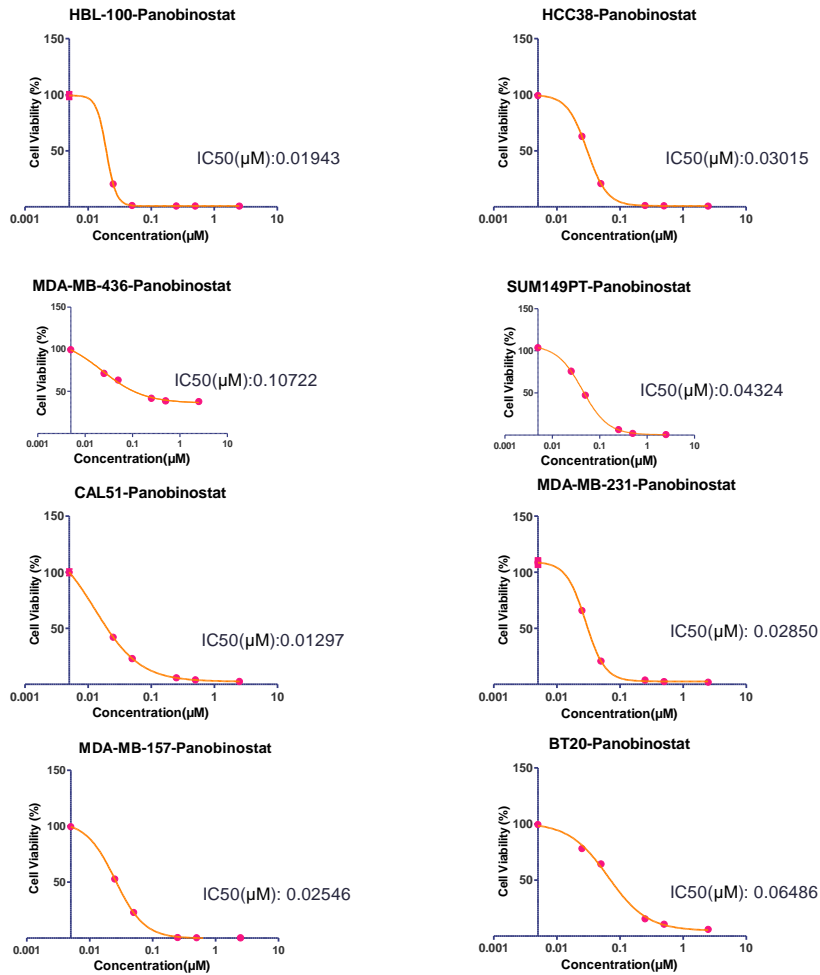 HBL-100-Panobinostat
150
100
50
Cell Viability (%)
IC50(µM):0.01943
0.001 0.01 0.1 1 10
Concentration(µM)
HCC38-Panobinostat
150
100
50
Cell Viability (%)
IC50(µM):0.03015
0.001 0.01 0.1 1 10
Concentration(µM)
MDA-MB-436-Panobinostat
150
100
50
Cell Viability (%)
IC50(µM):0.10722
0.001 0.01 0.1 1 10
Concentration(µM)
SUM149PT-Panobinostat
150
100
50
Cell Viability (%)
IC50(µM):0.04324
0.001 0.01 0.1 1 10
Concentration(µM)
CAL51-Panobinostat
150
100
50
Cell Viability (%)
IC50(µM):0.01297
0.001 0.01 0.1 1 10
Concentration(µM)
MDA-MB-231-Panobinostat
150
100
50
Cell Viability (%)
IC50(µM): 0.02850
0.001 0.01 0.1 1 10
Concentration(µM)
MDA-MB-157-Panobinostat
150
100
50
Cell Viability (%)
IC50(µM): 0.02546
0.001 0.01 0.1 1 10
Concentration(µM)
BT20-Panobinostat
150
100
50
Cell Viability (%)
IC50(µM): 0.06486
0.001 0.01 0.1 1 10
Concentration(µM)